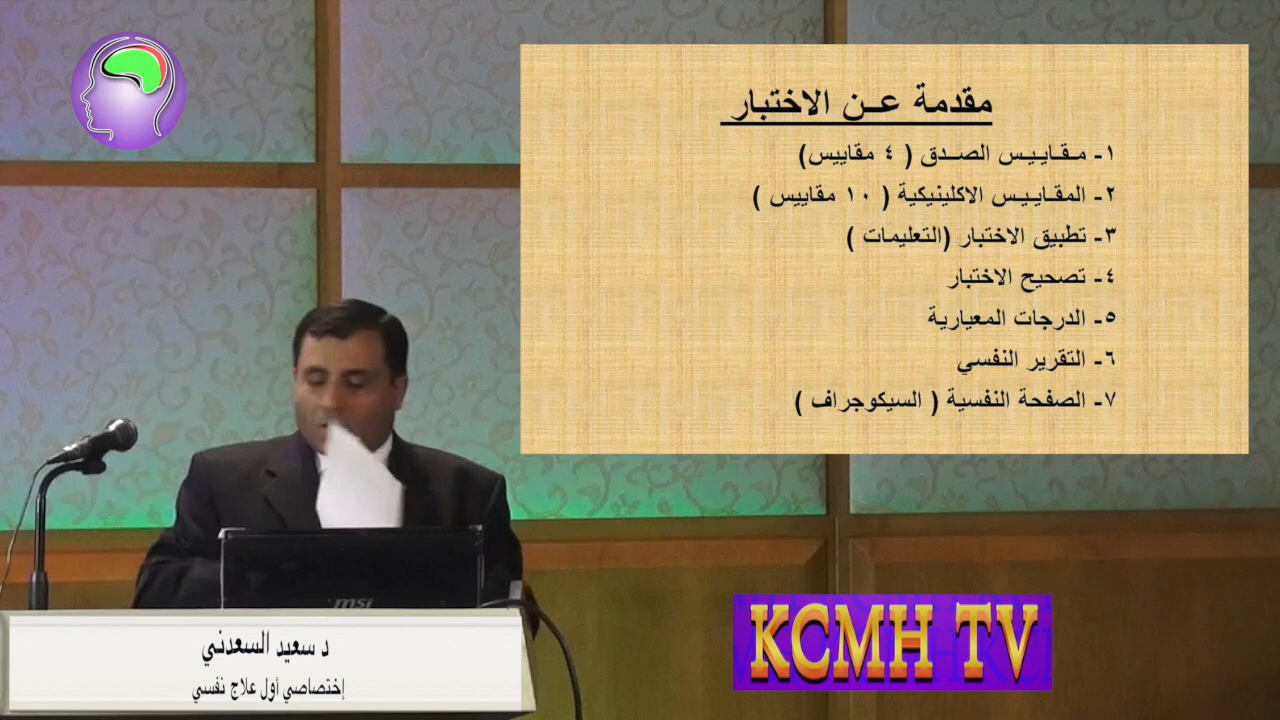 مقدمة عن الاختبار
١- مقاييس الصدق ( ٤ مقاييس)
٢- المقاييس الاكلينيكية ( ١٠ مقاييس )
٣- تطبيق الاختبار (التعليمات )
٤- تصحيح الاختبار
٥- الدرجات المعيارية
٦- التقرير النفسي
٧- الصفحة النفسية ( السيكوجراف )
msi
د سعيد السعدني
إختصاصي أول علاج نفسي
KCMH TV